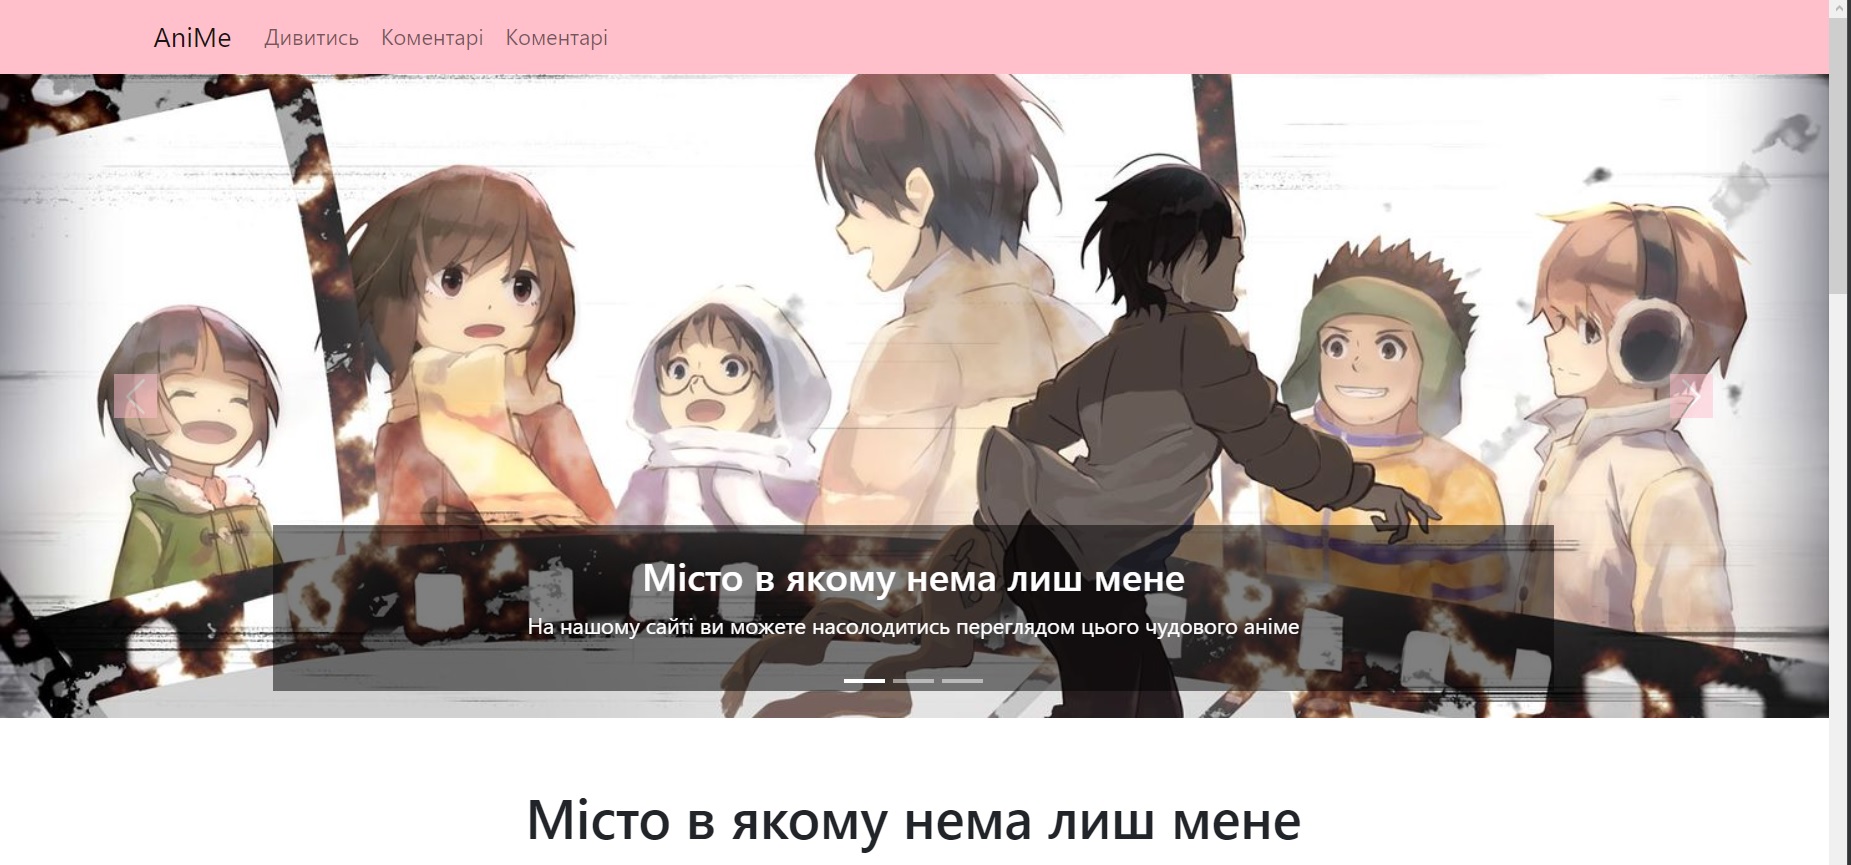 AniMe Дивитись Коментарі Коментарі
Місто в якому нема лиш мене
На нашому сайті ви можете насолодитись переглядом цього чудового аніме
Місто в якому нема лиш мене